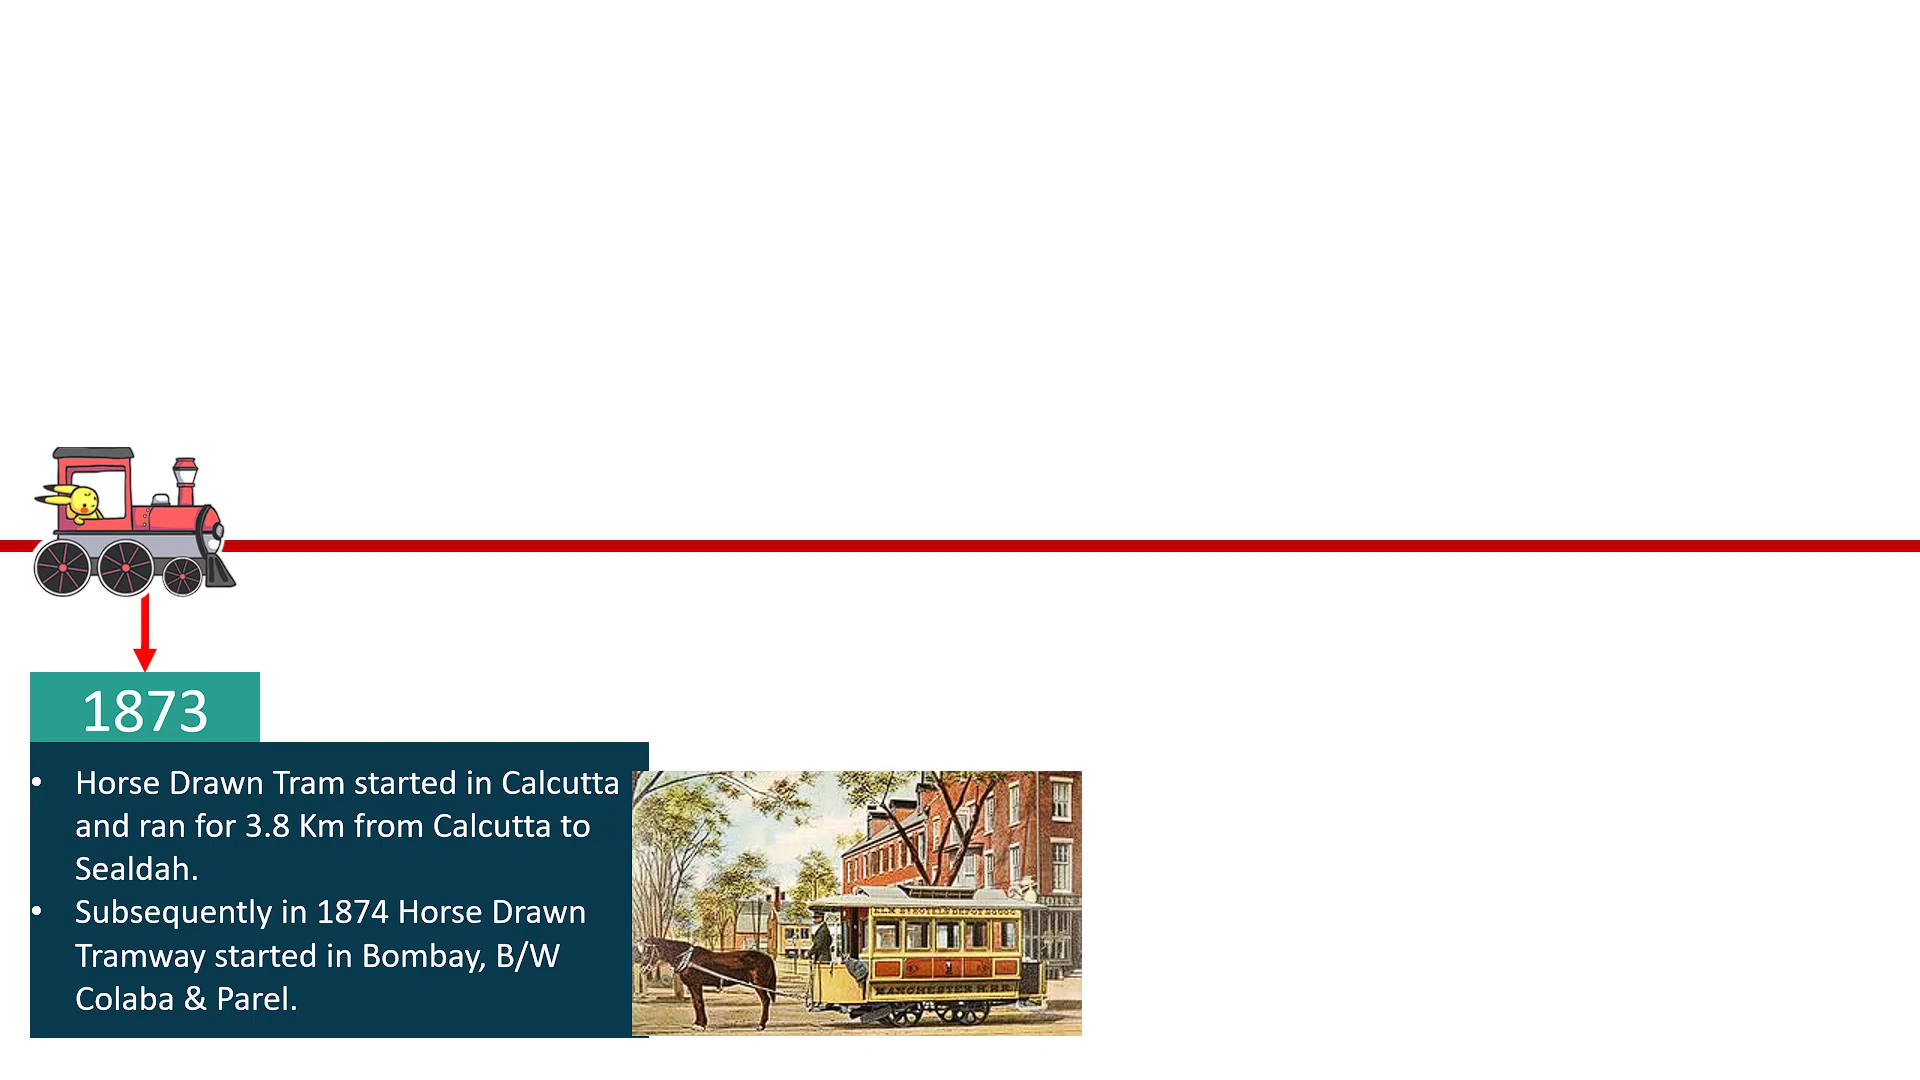 1873
• Horse Drawn Tram started in Calcutta
and ran for 3.8 Km from Calcutta to
Sealdah.
• Subsequently in 1874 Horse Drawn
Tramway started in Bombay, B/W
Colaba & Parel.
MANCHESTER N.H.